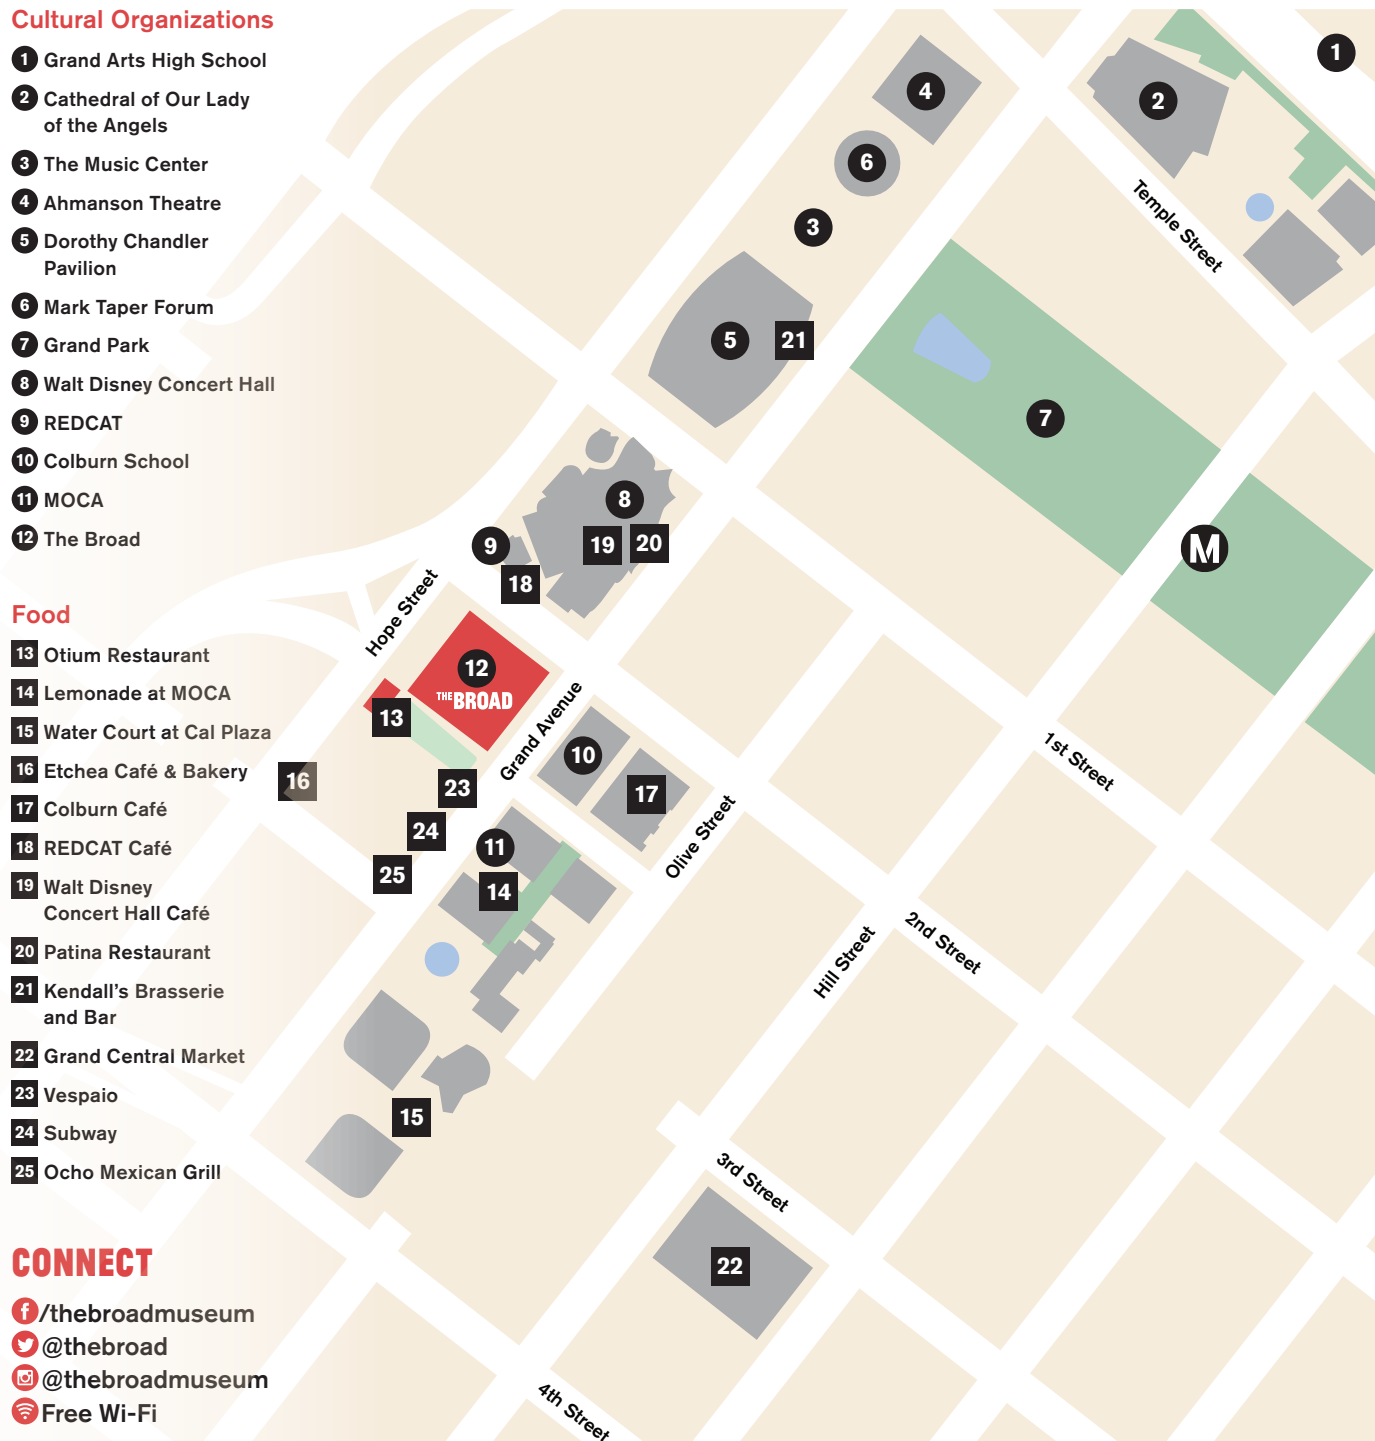 Cultural Organizations
1 Grand Arts High School
2 Cathedral of Our Lady
of the Angels
3 The Music Center
4 Ahmanson Theatre
5 Dorothy Chandler
Pavilion
6 Mark Taper Forum
7 Grand Park
8 Walt Disney Concert Hall
9 REDCAT
10 Colburn School
11 MOCA
12 The Broad
Food
13 Otium Restaurant
14 Lemonade at MOCA
15 Water Court at Cal Plaza
16 Etchea Café & Bakery
17 Colburn Café
18 REDCAT Café
19 Walt Disney
Concert Hall Café
20 Patina Restaurant
21 Kendall's Brasserie
and Bar
22 Grand Central Market
23 Vespaio
24 Subway
25 Ocho Mexican Grill
CONNECT
/thebroadmuseum
@thebroad
@thebroadmuseum
Free Wi-Fi
1
4
2
6
3
Temple Street
5
21
7
8
9
19
20
M
18
Hope Street
12
THE BROAD
13
Grand Avenue
10
1st Street
16
23
17
24
11
Olive Street
25
14
2nd Street
Hill Street
15
3rd Street
22
4th Street